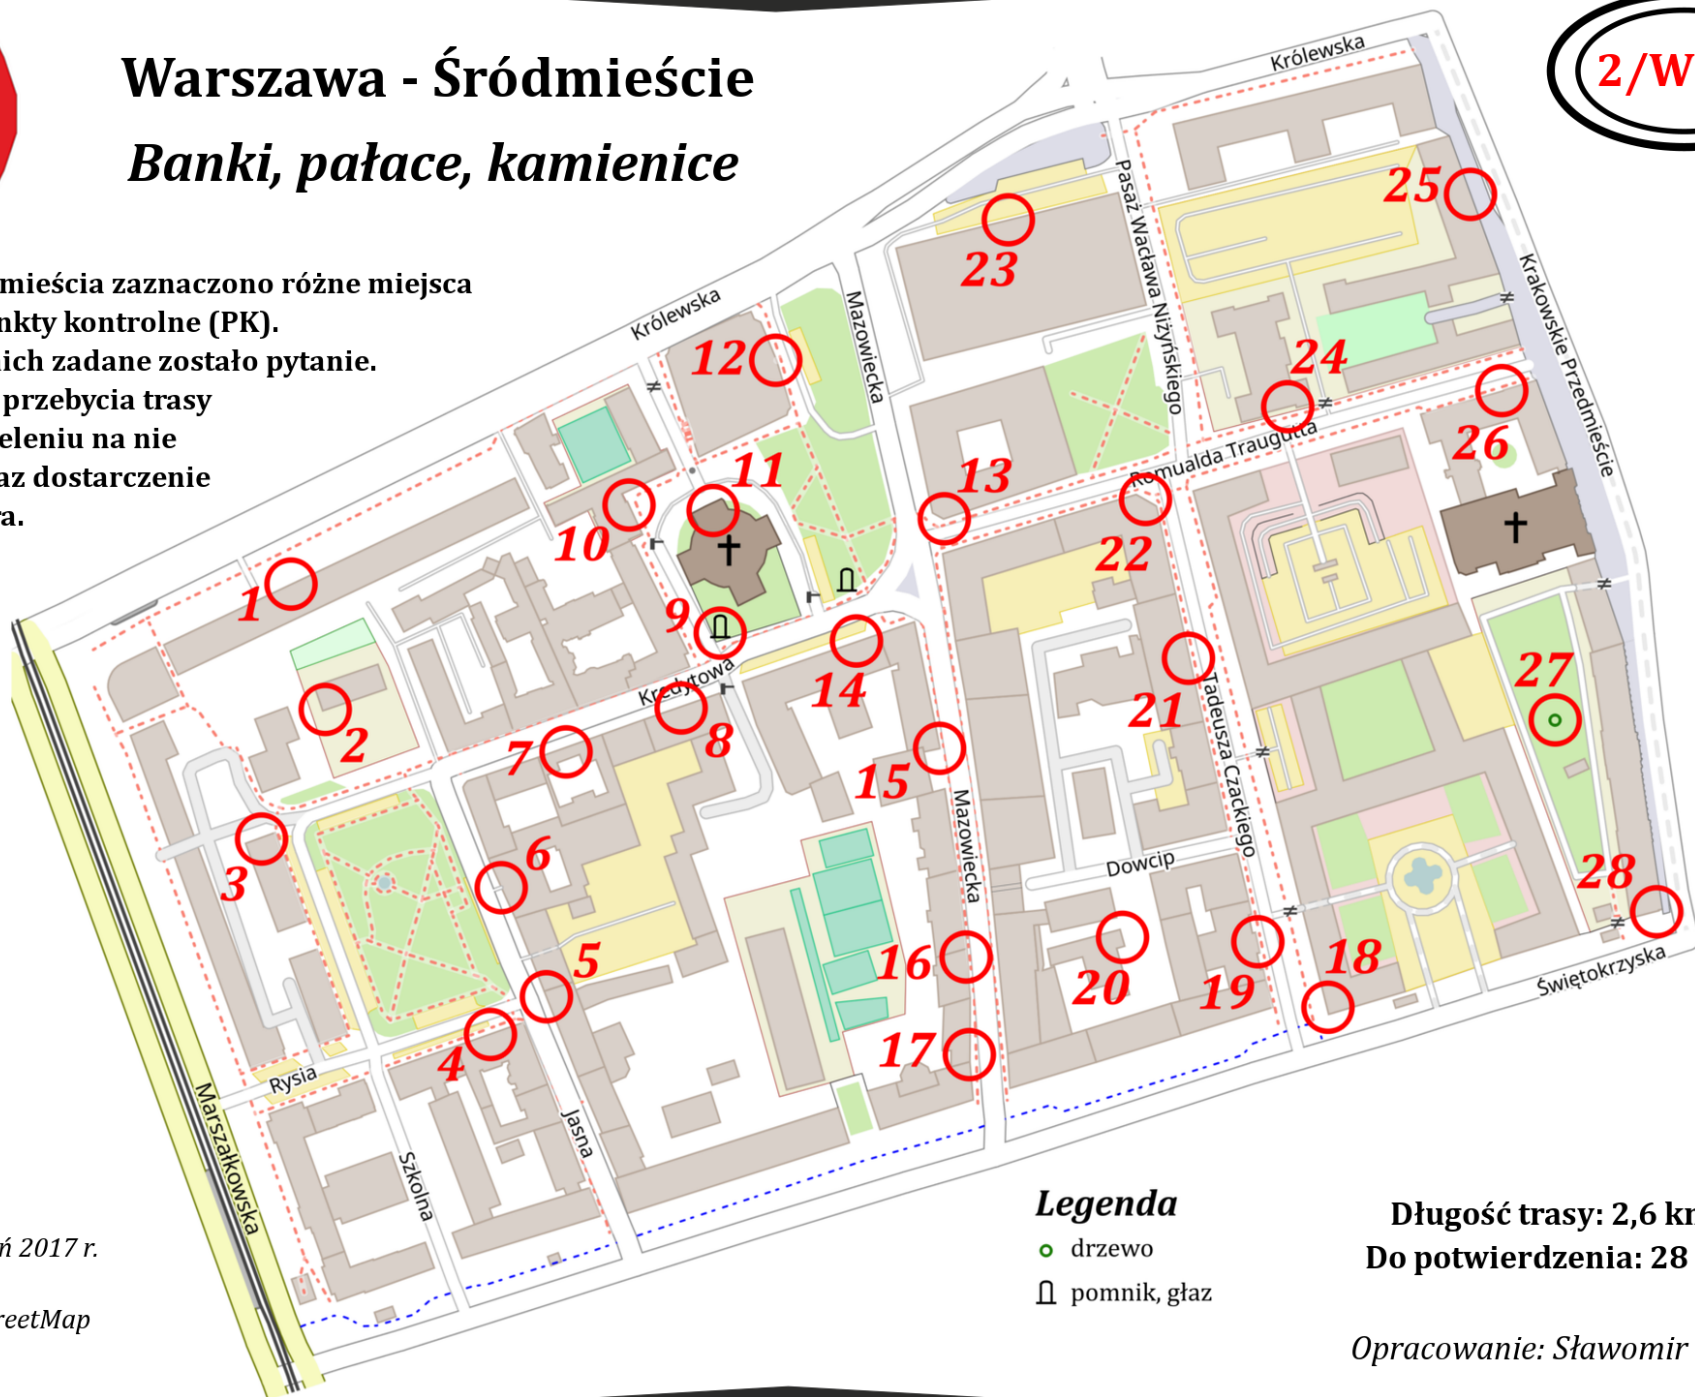 Warszawa - Śródmieście
Banki, pałace, kamienice
2/W
mieścia zaznaczono różne miejsca
nkty kontrolne (PK).
nich zadane zostało pytanie.
przebycia trasy
eleniu na nie
az dostarczenie
a.
Królewska
Królewska
Mazowiecka
Pasaż Wacława Niżyńskiego
Krakowskie Przedmieście
Romualda Traugutta
Kredytowa
Tadeusza Czackiego
Mazowiecka
Dowcip
Świętokrzyska
Rysia
Marszałkowska
Szkolna
Jasna
1
2
3
4
5
6
7
8
9
10
11
12
13
14
15
16
17
18
19
20
21
22
23
24
25
26
27
28
Legenda
drzewo
pomnik, głaz
Długość trasy: 2,6 km
Do potwierdzenia: 28
Opracowanie: Sławomir
ń 2017 r.
reetMap